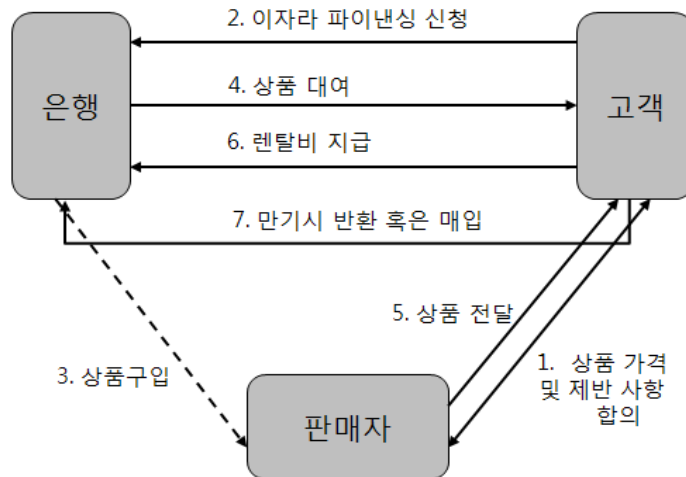 2. 이자라 파이낸싱 신청
은행
고객
4. 상품 대여
6. 렌탈비 지급
7. 만기시 반환 혹은 매입
5. 상품 전달
3. 상품구입
1. 상품 가격
및 제반 사항
합의
판매자